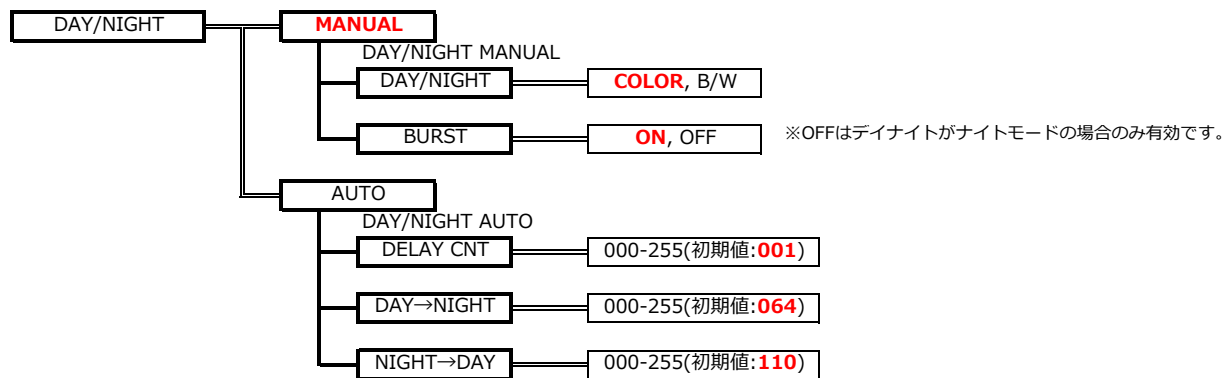 DAY/NIGHT MANUAL
DAY/NIGHT MANUAL
DAY/NIGHT COLOR, B/W
BURST ON, OFF ※OFFはデイナイトがナイトモードの場合のみ有効です。
AUTO
DAY/NIGHT AUTO
DELAY CNT 000-255(初期値:001)
DAY→NIGHT 000-255(初期値:064)
NIGHT→DAY 000-255(初期値:110)